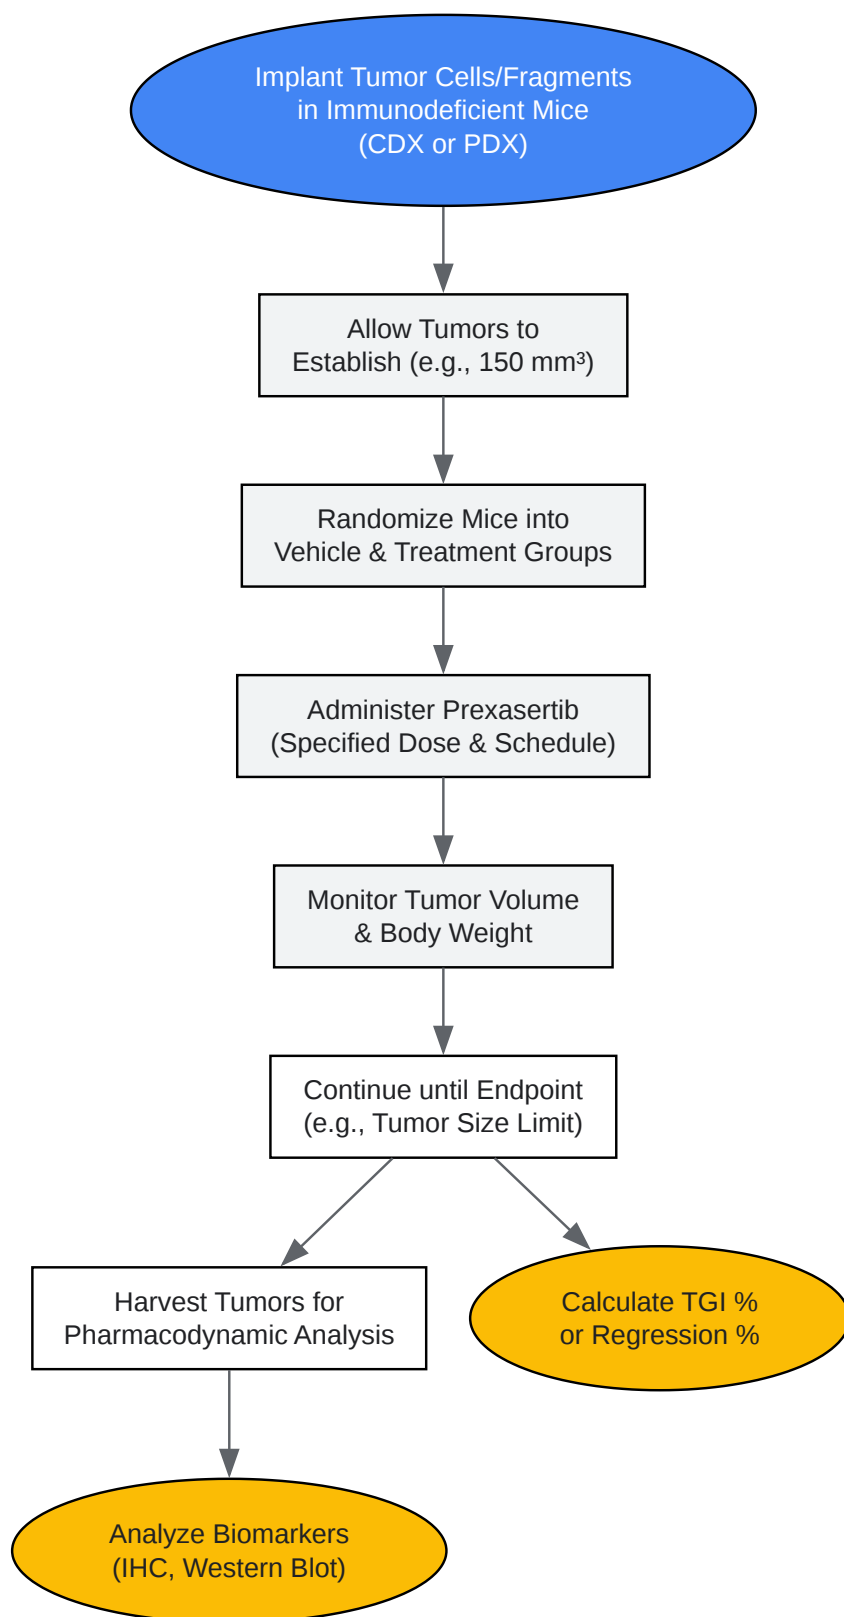 Implant Tumor Cells/Fragments
in Immunodeficient Mice
(CDX or PDX)
Allow Tumors to
Establish (e.g., 150 mm³)
Randomize Mice into
Vehicle & Treatment Groups
Administer Prexasertib
(Specified Dose & Schedule)
Monitor Tumor Volume
& Body Weight
Continue until Endpoint
(e.g., Tumor Size Limit)
Harvest Tumors for
Pharmacodynamic Analysis
Calculate TGI %
or Regression %
Analyze Biomarkers
(IHC, Western Blot)